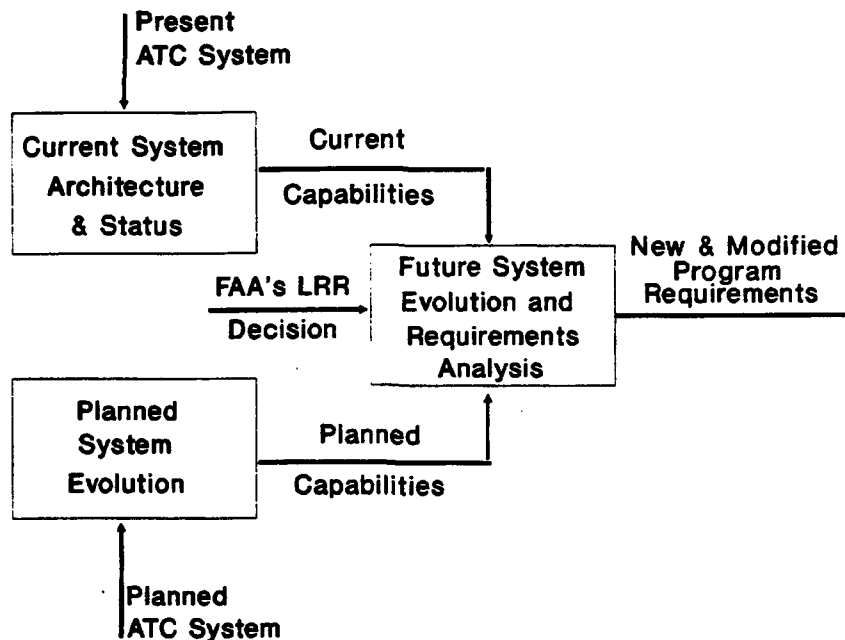 Present
ATC System
Current System
Architecture
& Status
Current
Capabilities
FAA's LRR
Decision
Future System
Evolution and
Requirements
Analysis
New & Modified
Program
Requirements
Planned
System
Evolution
Planned
Capabilities
Planned
ATC System